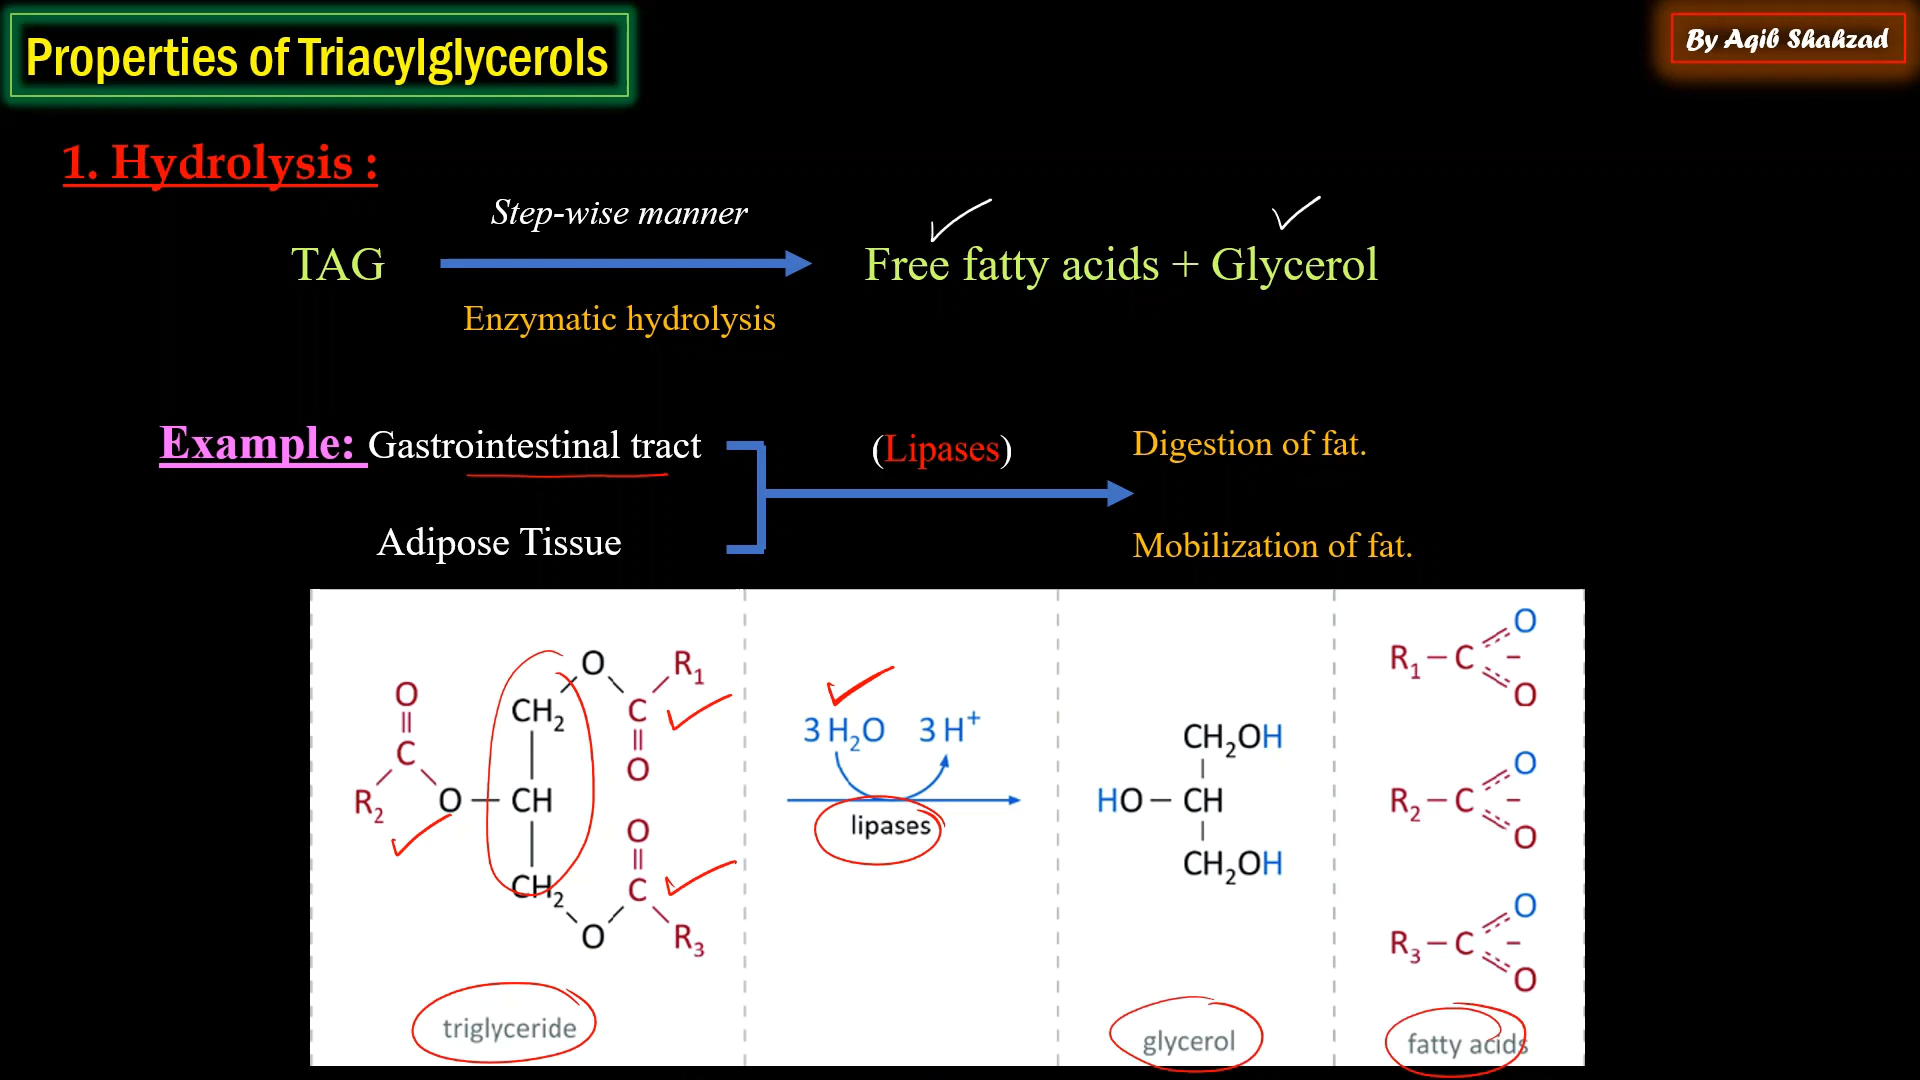 Properties of Triacylglycerols
By Aqib Shahzad
1. Hydrolysis :
Step-wise manner
TAG
Free fatty acids + Glycerol
Enzymatic hydrolysis
Example: Gastrointestinal tract
(Lipases)
Digestion of fat.
Adipose Tissue
Mobilization of fat.
O
C
R2
O
CH2
CH
CH2
O
C
R1
O
O
C
O
R3
triglyceride
3 H2O
3 H+
lipases
CH2OH
HO – CH
CH2OH
glycerol
O
R1 – C –
O
O
R2 – C –
O
O
R3 – C –
O
fatty acids